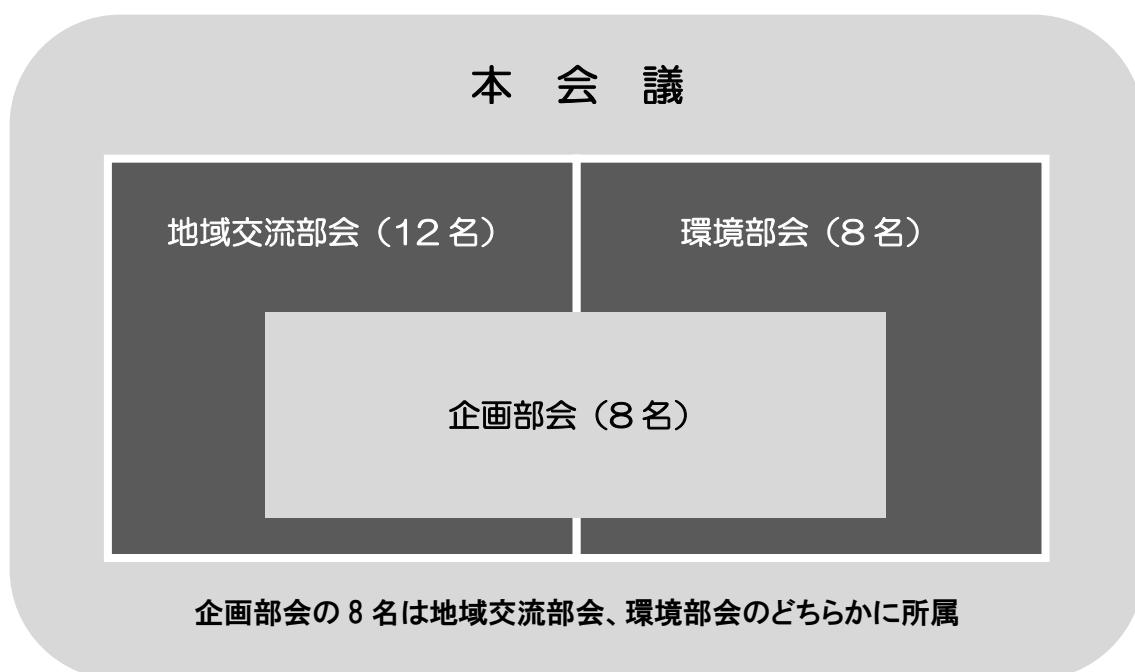 本　会　議
地域交流部会（12名）
環境部会（8名）
企画部会（8名）
企画部会の8名は地域交流部会、環境部会のどちらかに所属